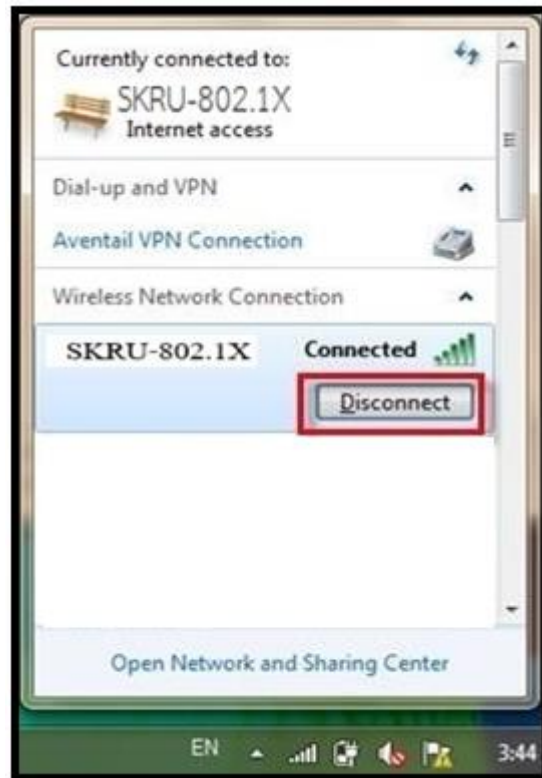 Currently connected to:
SKRU-802.1X
Internet access
Dial-up and VPN
Aventail VPN Connection
Wireless Network Connection
SKRU-802.1X Connected
Disconnect
Open Network and Sharing Center
EN 3:44